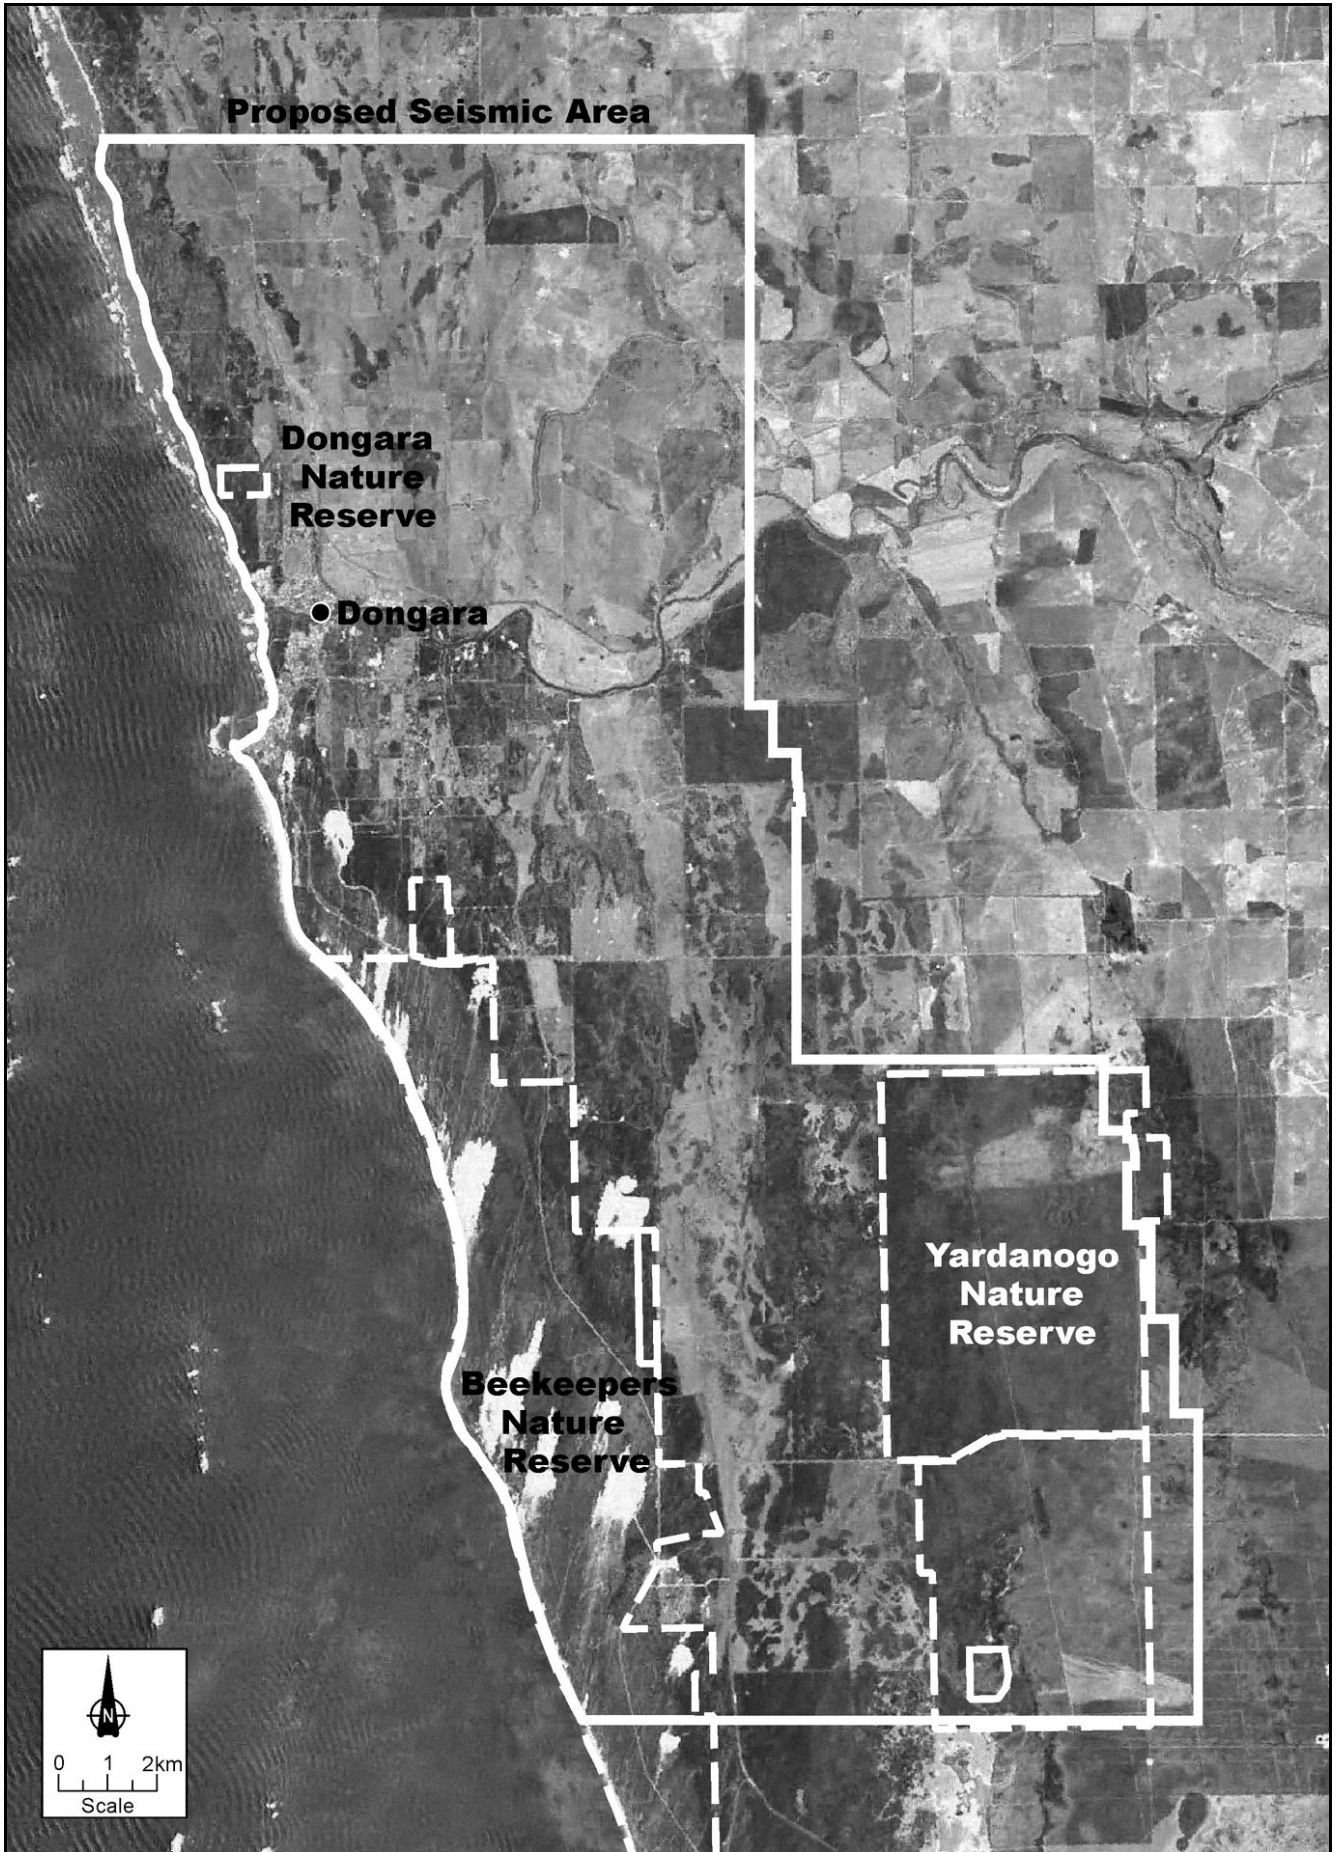 Proposed Seismic Area
Dongara
Nature
Reserve
Dongara
Yardanogo
Nature
Reserve
Beekeepers
Nature
Reserve
N
0 1 2km
Scale